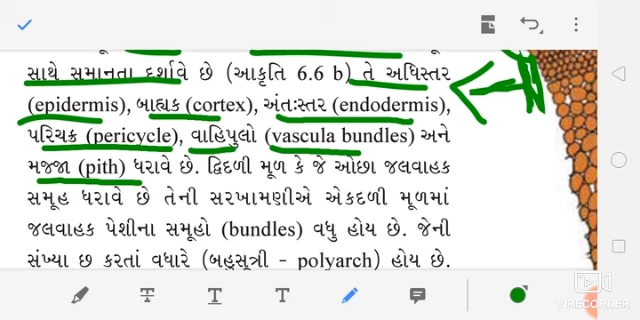 સાથે સમાનતા દર્શાવે છે (આકૃતિ 6.6 b) તે અધિસ્તર
(epidermis), બાહ્યક (cortex), અંતઃસ્તર (endodermis),
પરિચક્ર (pericycle), વાહિપુલો (vascula bundles) અને
મજ્જા (pith) ધરાવે છે. દ્વિદળી મૂળ કે જે ઓછા જલવાહક
સમૂહ ધરાવે છે તેની સરખામણીએ એકદળી મૂળમાં
જલવાહક પેશીના સમૂહો (bundles) વધુ હોય છે. જેની
સંખ્યા છ કરતાં વધારે (બહુસૂત્રી - polyarch) હોય છે.
T T T
V RECORDER